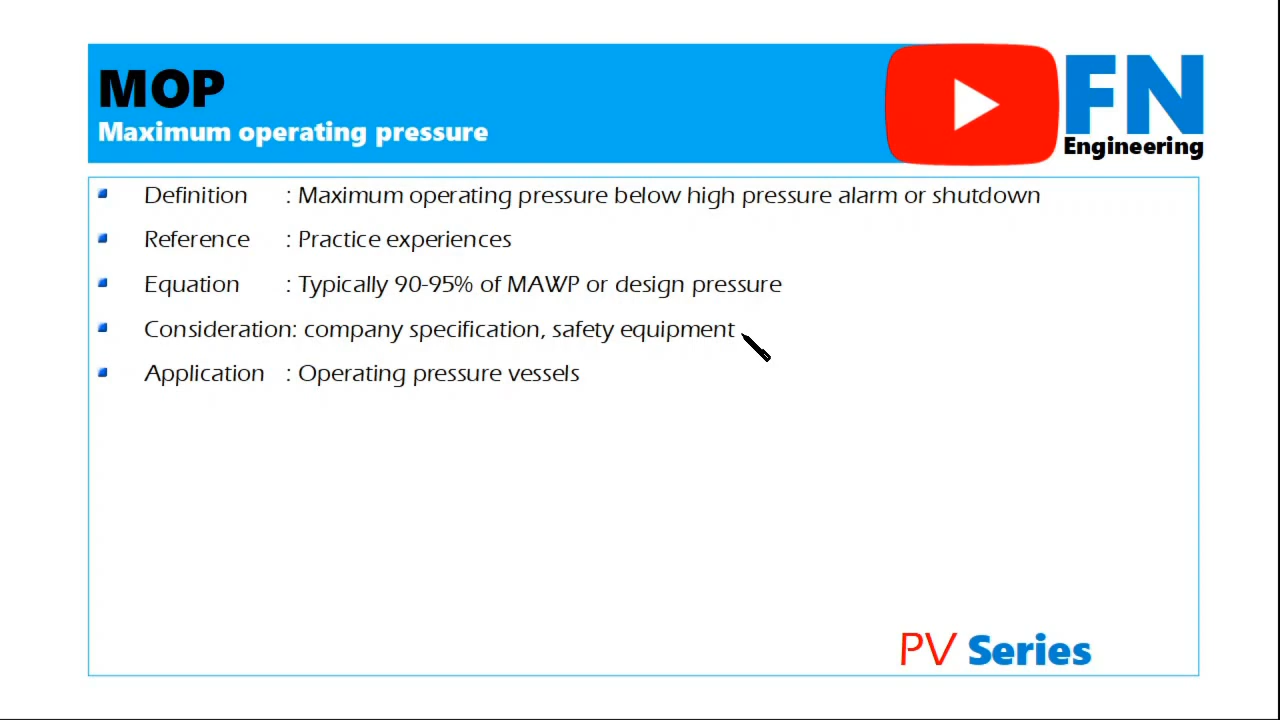 MOP
Maximum operating pressure
FN
Engineering
Definition : Maximum operating pressure below high pressure alarm or shutdown
Reference : Practice experiences
Equation : Typically 90-95% of MAWP or design pressure
Consideration: company specification, safety equipment
Application : Operating pressure vessels
PV Series